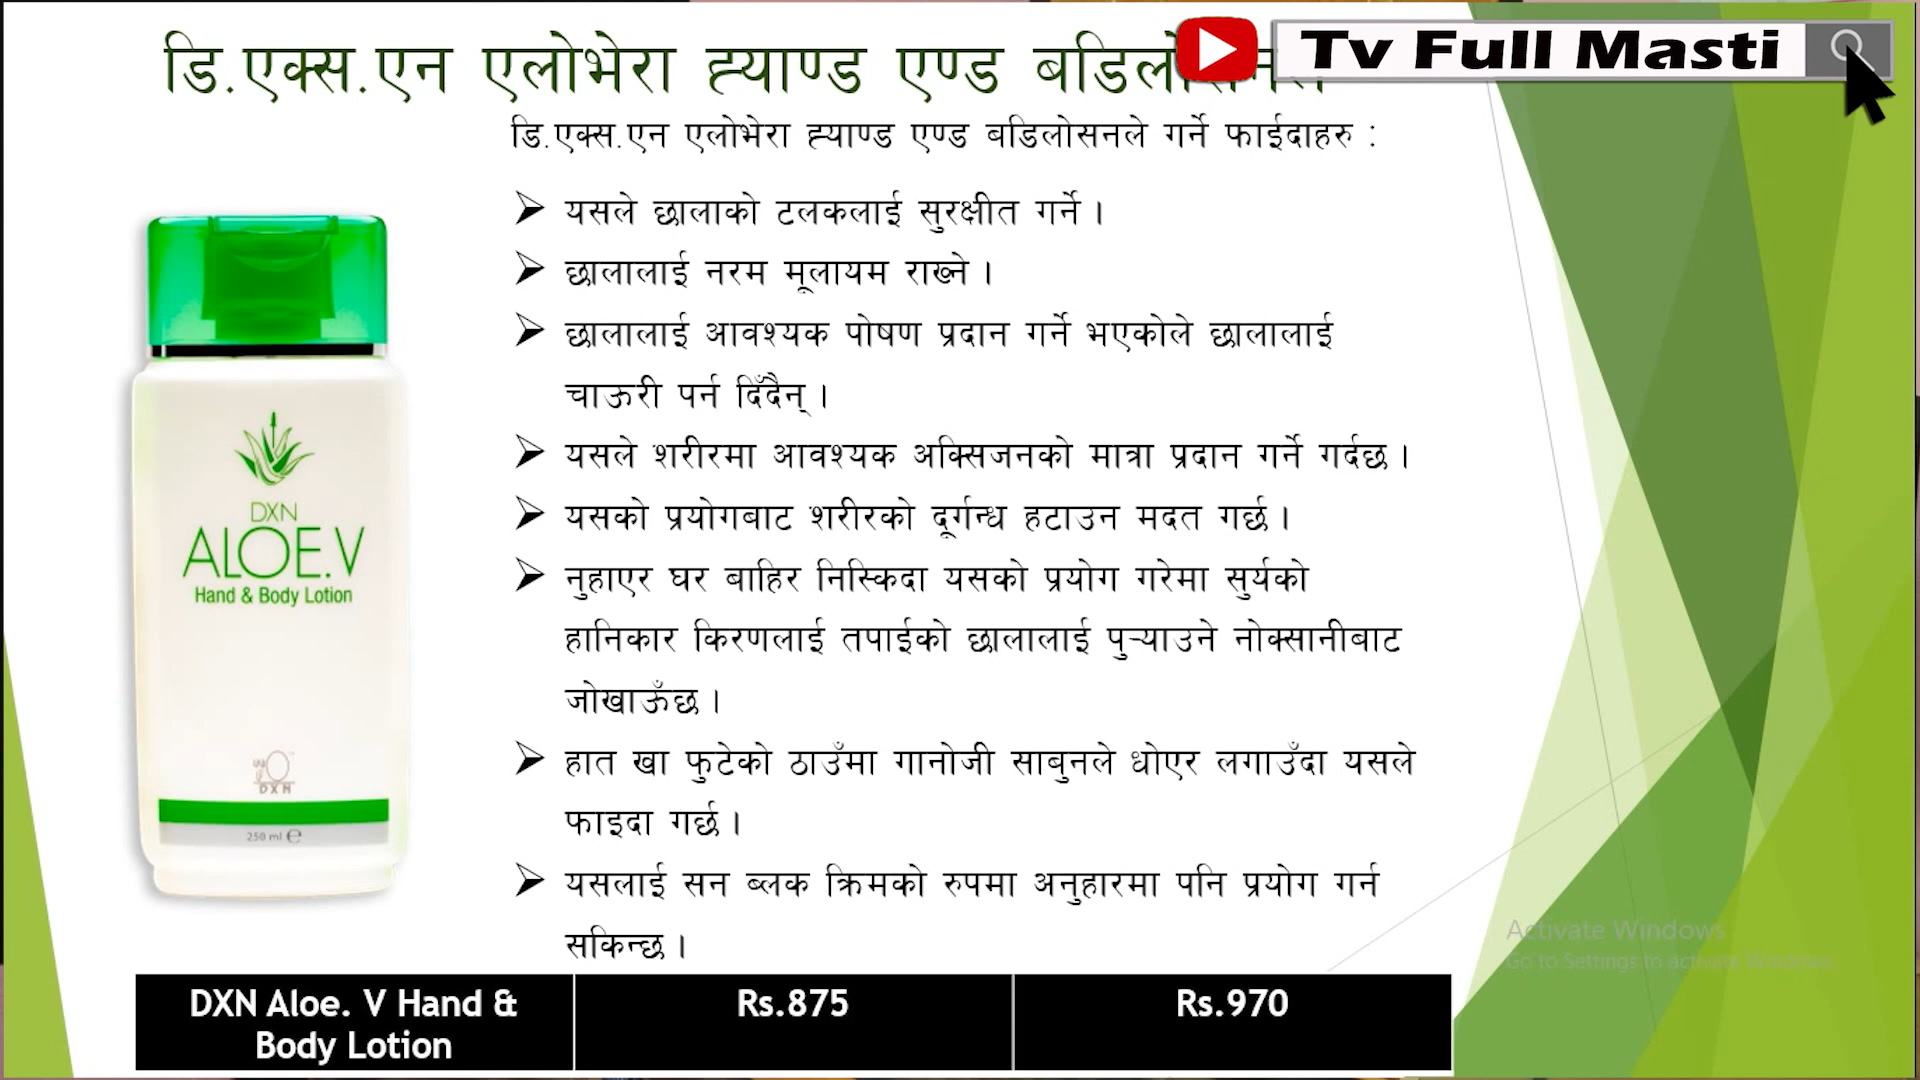 डि.एक्स.एन एलोभेरा ह्याण्ड एण्ड
Tv Full Masti
डि.एक्स.एन एलोभेरा ह्याण्ड एण्ड बडिलोसनले गर्ने फाईदाहरु :
➢ यसले छालाको टलकलाई सुरक्षीत गर्ने ।
➢ छालालाई नरम मूलायम राख्ने ।
➢ छालालाई आवश्यक पोषण प्रदान गर्ने भएकोले छालालाई
चाऊरी पर्न दिँदैन् ।
➢ यसले शरीरमा आवश्यक अक्सिजनको मात्रा प्रदान गर्ने गर्दछ ।
➢ यसको प्रयोगबाट शरीरको दूर्गन्ध हटाउन मदत गर्छ ।
➢ नुहाएर घर बाहिर निस्किदा यसको प्रयोग गरेमा सुर्यको
हानिकार किरणलाई तपाईको छालालाई पुऱ्याउने नोक्सानीबाट
जोखाऊँछ ।
➢ हात खा फुटेको ठाउँमा गानोजी साबुनले धोएर लगाउँदा यसले
फाइदा गर्छ ।
➢ यसलाई सन ब्लक क्रिमको रुपमा अनुहारमा पनि प्रयोग गर्न
सकिन्छ ।
DXN
ALOE.V
Hand & Body Lotion
DXN
250 ml ℮
Activate Windows
Go to Settings to activate Windows.
DXN Aloe. V Hand &
Body Lotion
Rs.875
Rs.970